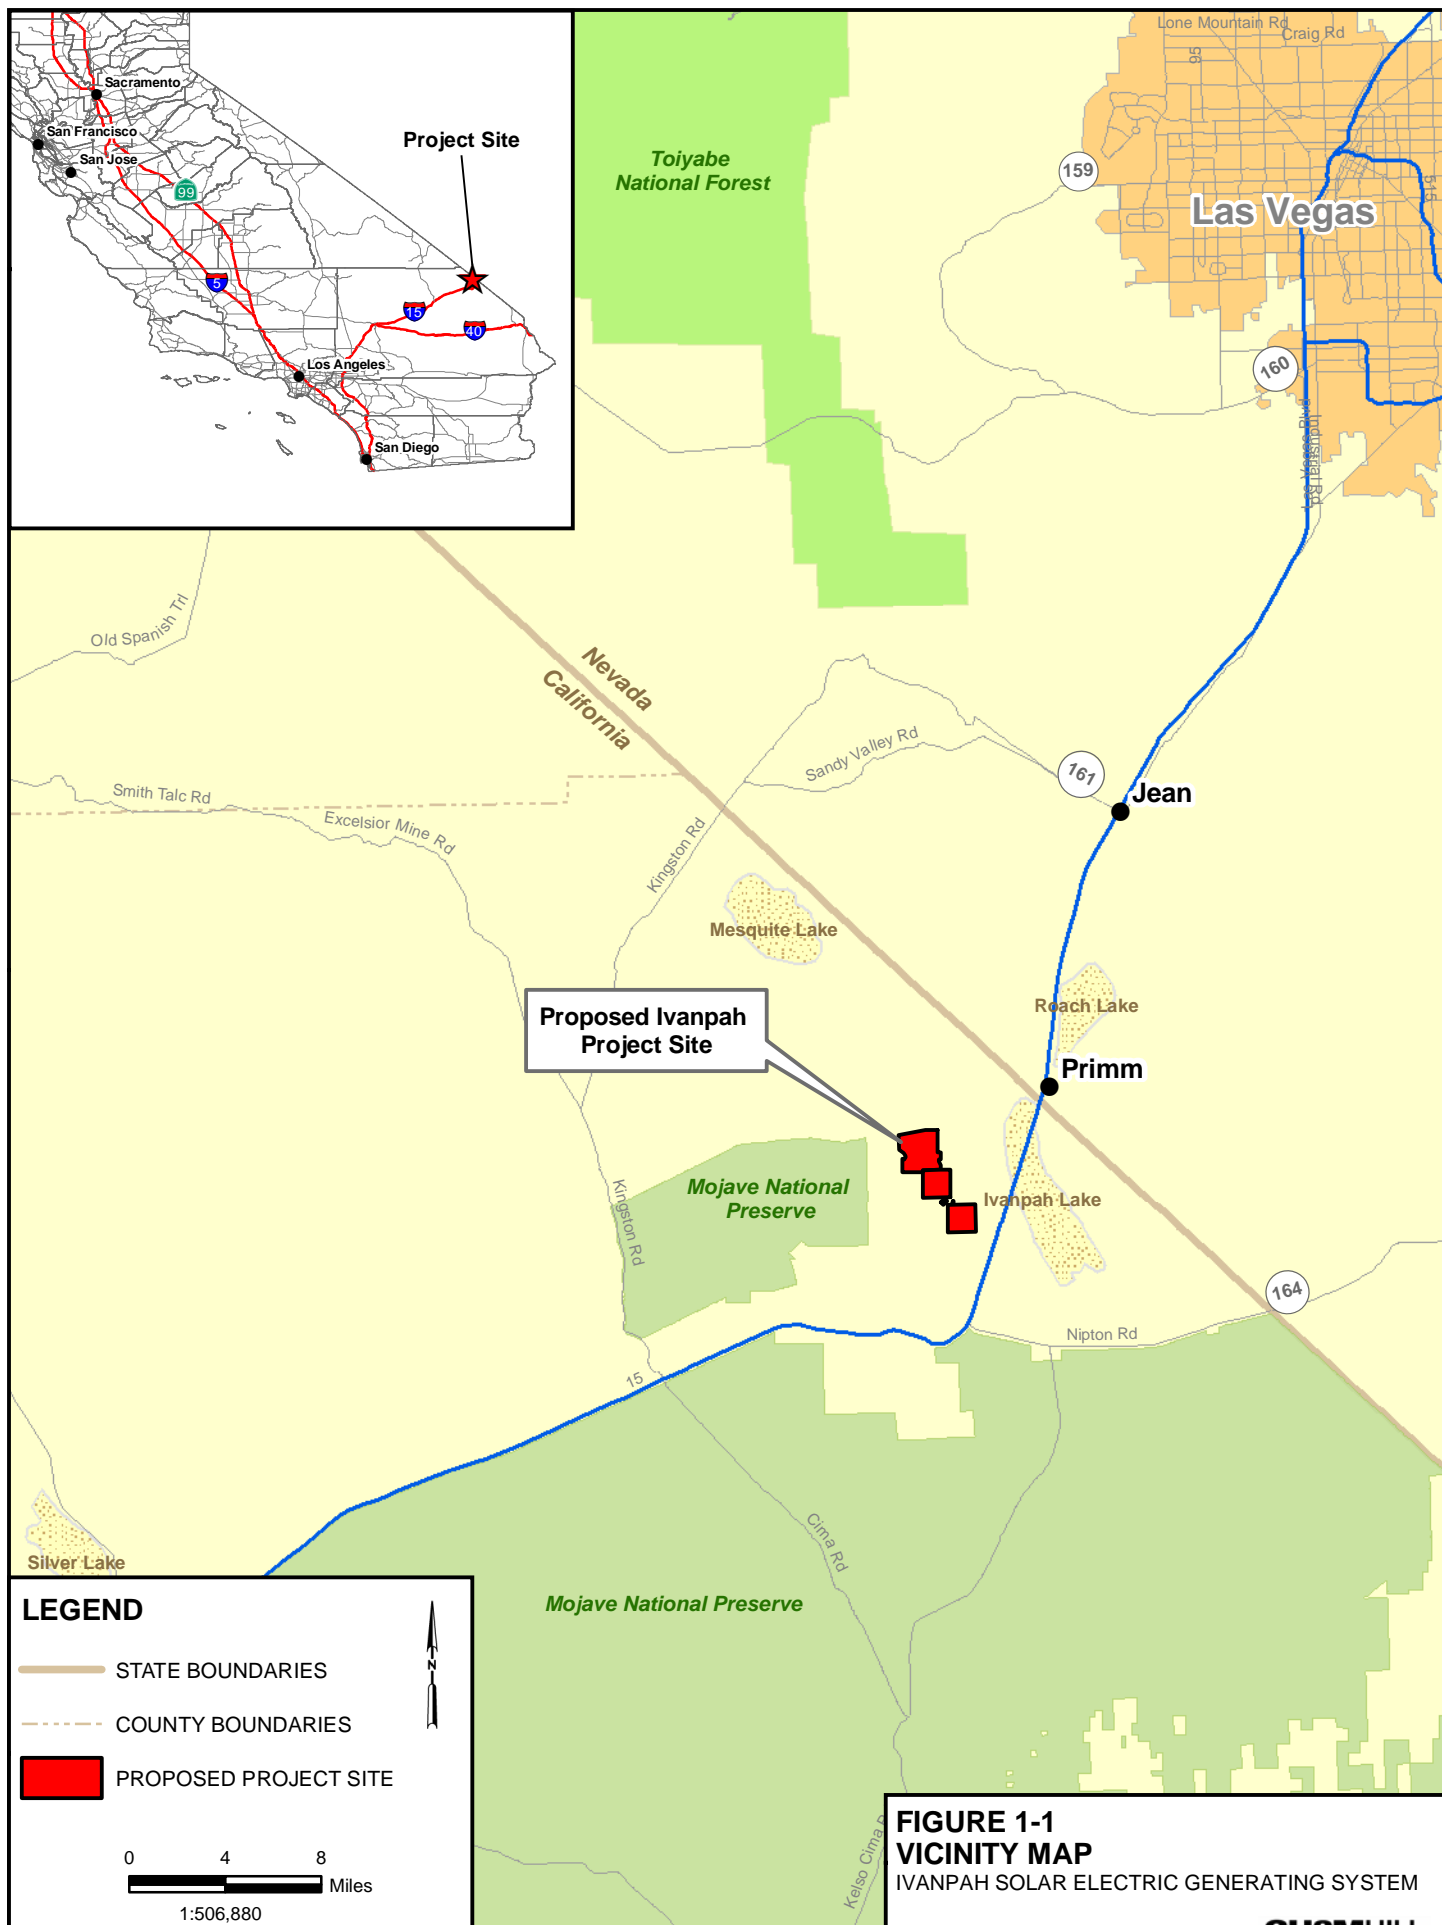 Sacramento
San Francisco
San Jose
99
Project Site
5
15
40
Los Angeles
San Diego
Lone Mountain Rd
Craig Rd
95
Toiyabe
National Forest
159
515
Las Vegas
160
Industrial Rd
Old Spanish Trl
Nevada
California
Sandy Valley Rd
161
Jean
Smith Talc Rd
Excelsior Mine Rd
Kingston Rd
Mesquite Lake
Roach Lake
Proposed Ivanpah
Project Site
Primm
Mojave National
Preserve
Ivanpah Lake
Kingston Rd
164
Nipton Rd
15
Cima Rd
Silver Lake
Mojave National Preserve
LEGEND
N
STATE BOUNDARIES
COUNTY BOUNDARIES
PROPOSED PROJECT SITE
0 4 8
Miles
1:506,880
Kelso Cima
FIGURE 1-1
VICINITY MAP
IVANPAH SOLAR ELECTRIC GENERATING SYSTEM